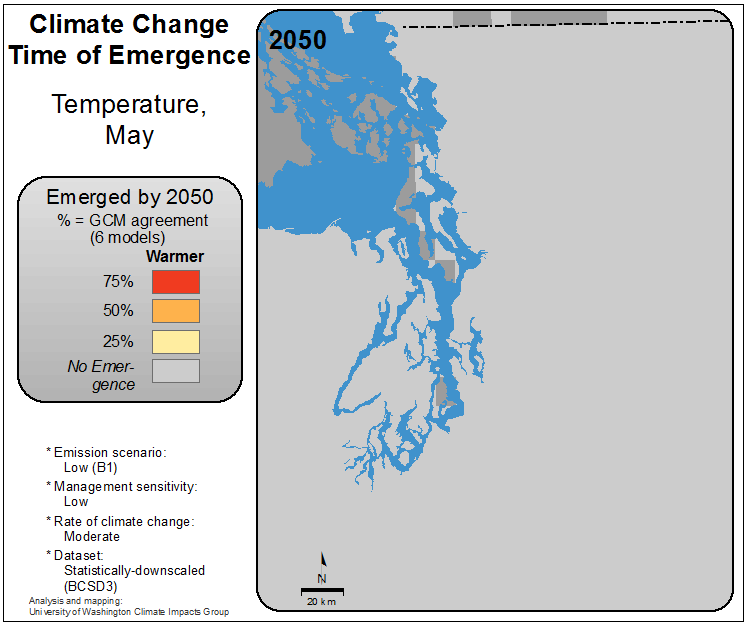 Climate Change
Time of Emergence
Temperature,
May
Emerged by 2050
% = GCM agreement
(6 models)
Warmer
75%
50%
25%
No Emer-
gence
* Emission scenario:
Low (B1)
* Management sensitivity:
Low
* Rate of climate change:
Moderate
* Dataset:
Statistically-downscaled
(BCSD3)
Analysis and mapping:
University of Washington Climate Impacts Group
2050
N
20 km